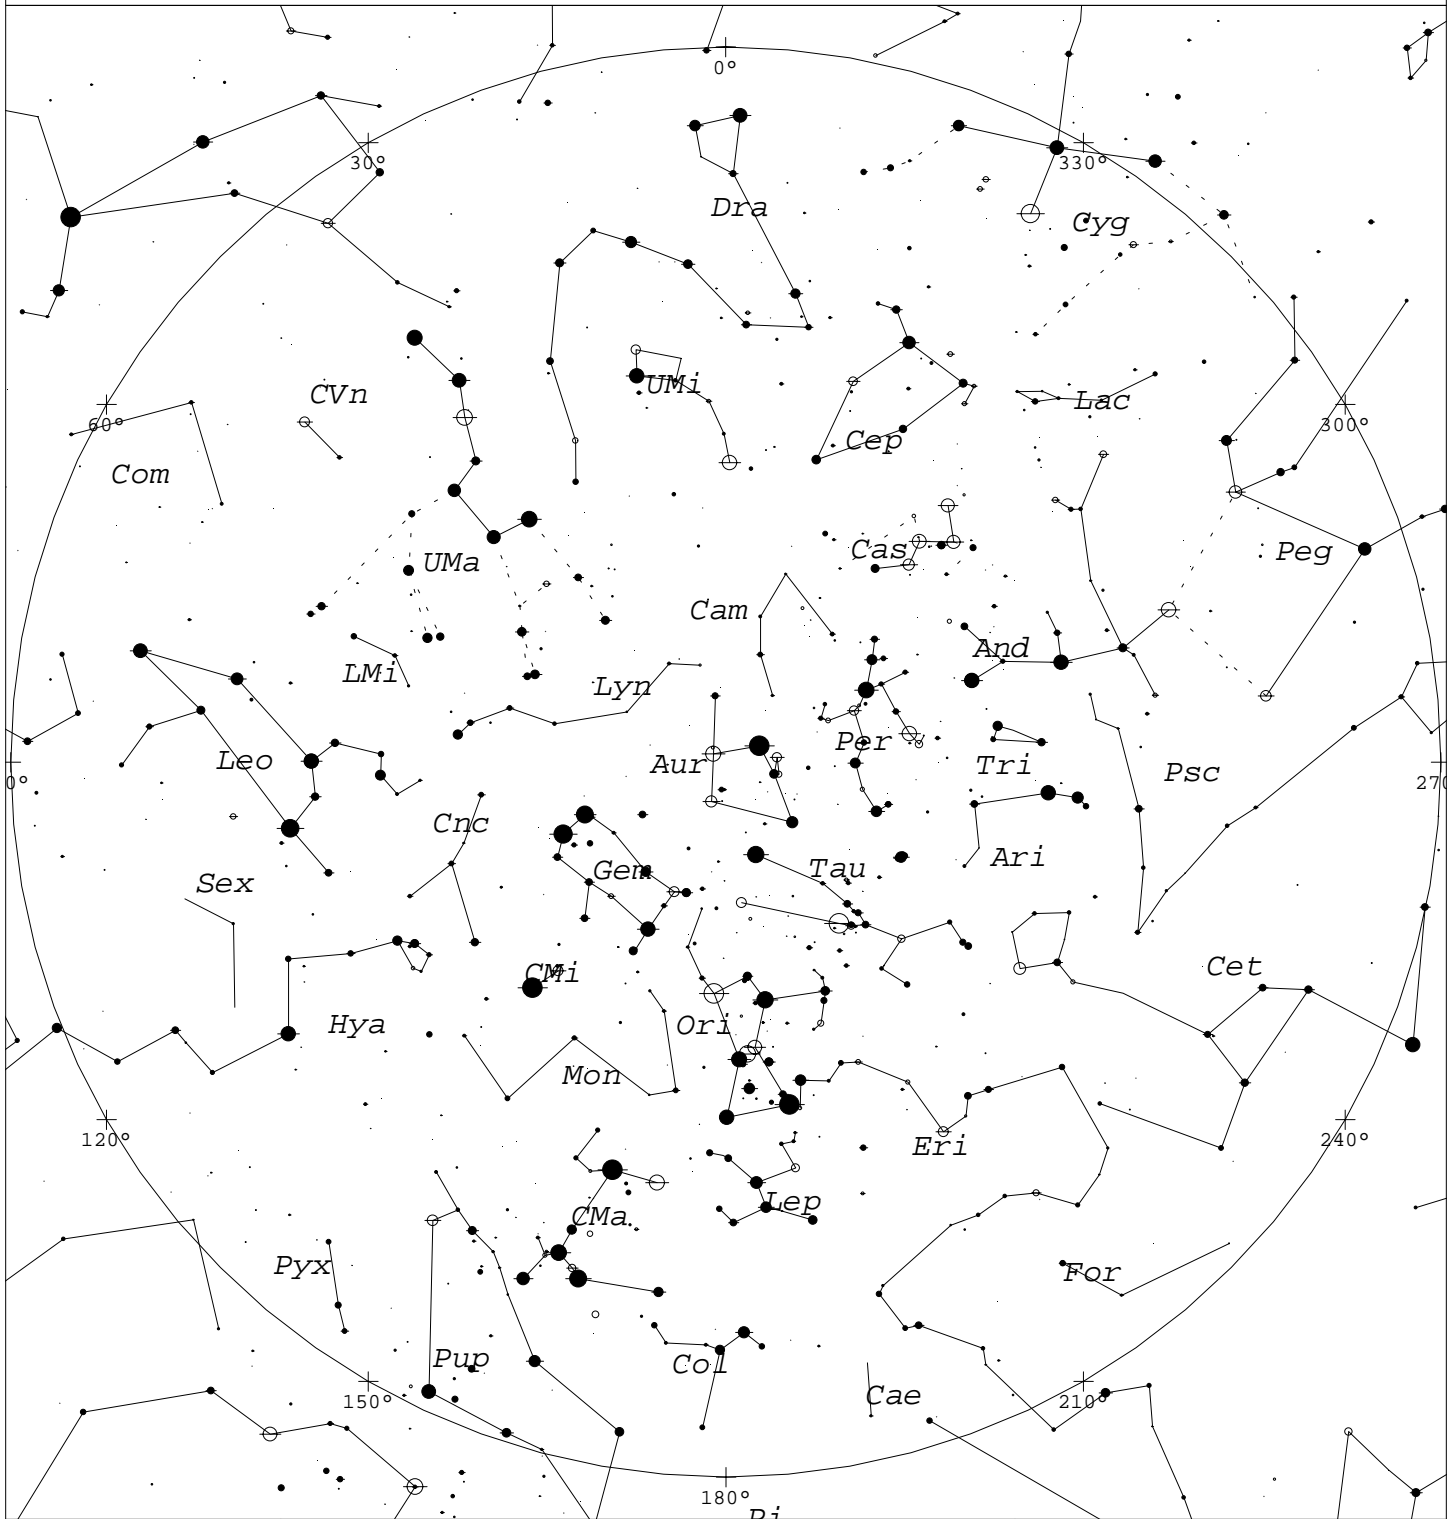 0°
30°
330°
Dra
Cyg
UMi
CVn
Lac
60°
300°
Cep
Com
Cas
Peg
UMa
Cam
And
LMi
Lyn
Per
Leo
Aur
Tri
Psc
0°
270
Cnc
Ari
Gem
Tau
Sex
Cet
CMi
Hya
Ori
Mon
120°
Eri
240°
Lep
CMa
Pyx
For
Pup
Col
150°
Cae
210°
180°